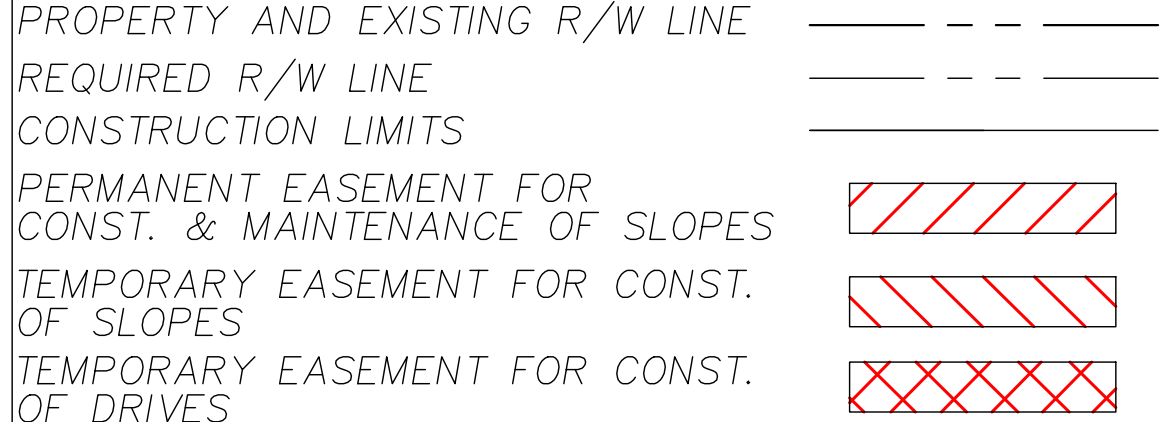 PROPERTY AND EXISTING R/W LINE
REQUIRED R/W LINE
CONSTRUCTION LIMITS
PERMANENT EASEMENT FOR
CONST. & MAINTENANCE OF SLOPES
TEMPORARY EASEMENT FOR CONST.
OF SLOPES
TEMPORARY EASEMENT FOR CONST.
OF DRIVES